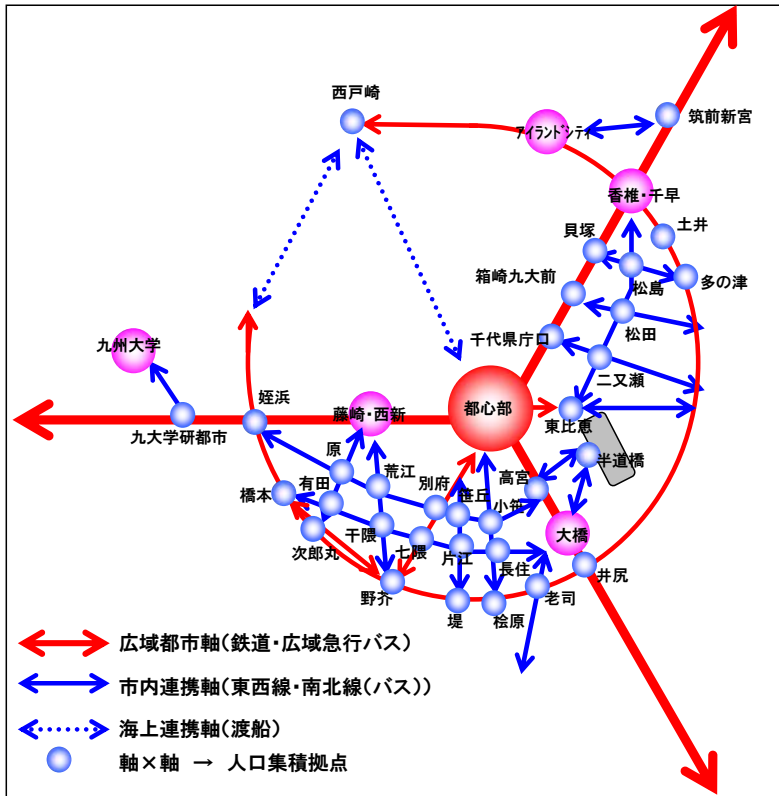 西戸崎
アイランドシティ
筑前新宮
香椎・千早
土井
貝塚
多の津
松島
箱崎九大前
松田
千代県庁口
九州大学
二又瀬
姪浜
藤崎・西新
都心部
東比恵
九大学研都市
半道橋
原
荒江
別府
笹丘
高宮
小笹
有田
橋本
大橋
干隈
七隈
片江
長住
次郎丸
井尻
野芥
老司
堤
桧原
広域都市軸(鉄道・広域急行バス)
市内連携軸(東西線・南北線(バス))
海上連携軸(渡船)
軸×軸 → 人口集積拠点